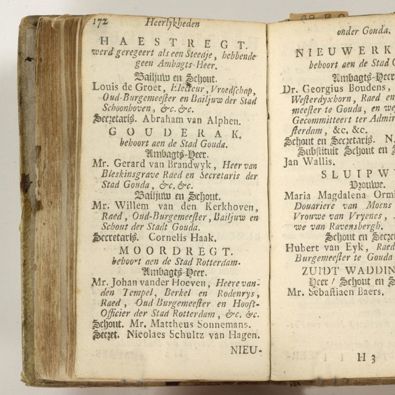 172 Heerlykheden
HAESTREGT.
werd geregeert als een Steedje, hebbende
geen Ambagts-Heer.
Bailjuw en Schout.
Louis de Groet, Electeur, Vroedschap,
Oud-Burgemeester en Bailjuw der Stad
Schoonhoven, &c. &c.
Secretaris. Abraham van Alphen.
GOUDERAK.
behoort aen de Stad Gouda.
Ambagts-Heer.
Mr. Gerard van Brandwyk, Heer van
Bleskinsgrave Raed en Secretaris der
Stad Gouda, &c, &c.
Bailjuw en Schout.
Mr. Willem van den Kerkhoven,
Raed, Oud-Burgemeester, Bailjuw en
Schout der Stadt Gouda.
Secretaris. Cornelis Haak.
MOORDREGT.
behoort aen de Stad Rotterdam.
Ambagts-Heer.
Mr. Johan vander Hoeven, Heere van-
den Tempel, Berkel en Rodenrys,
Raed, Oud Burgemeester en Hooft-
Officier der Stad Rotterdam, &c. &c.
Schout. Mr. Mattheus Sonnemans.
Secret. Nicolaes Schultz van Hagen.
NIEU-
onder Gouda.
NIEUWERK
behoort aen de Stad
Ambagts-Heer
Dr. Georgius Boudens,
Westerdyxhorn, Raed en
meester te Gouda, en we
Gecommitteert ter Admir
sterdam, &c, &c.
Schout en Secretaris. N.
Substituit Schout en
Jan Wallis.
SLUIPW
Vrouwe.
Maria Magdalena Orm
Douariere van Mosse
Vrouwe van Vryenes,
we van Ravensbergh.
Schout en Secre
Hubert van Eyk, Raed
Burgemeester te Gouda
ZUIDT WADDIN
Heer / Schout en S
Mr. Sebastiaen Baers.
H 3